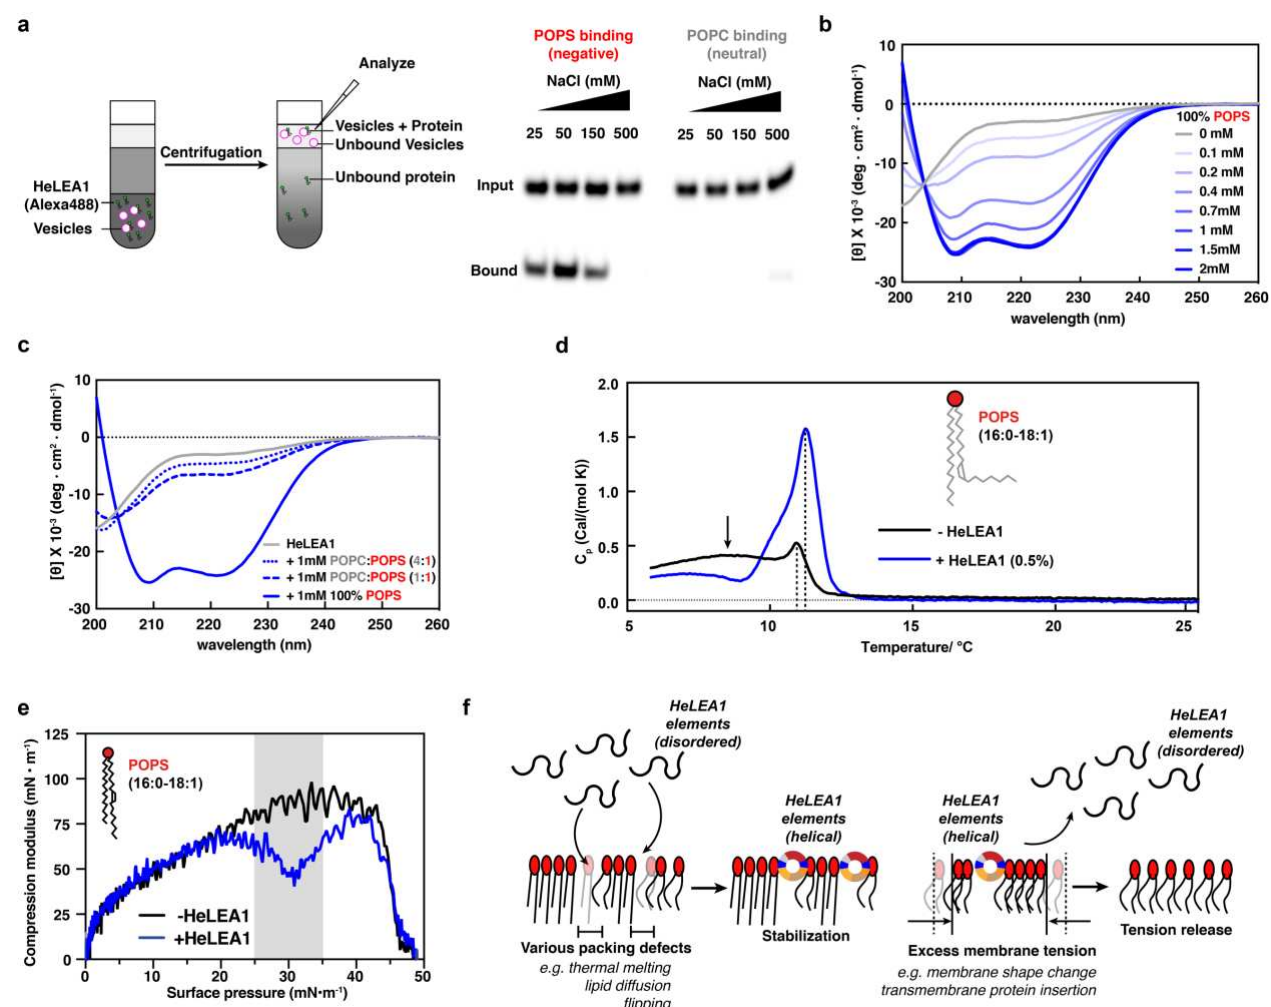 a
POPS binding
(negative)
POPC binding
(neutral)
NaCl (mM)
NaCl (mM)
25 50 150 500
25 50 150 500
Analyze
Centrifugation
Vesicles + Protein
Unbound Vesicles
Unbound protein
HeLEA1
(Alexa488)
Vesicles
Input
Bound
b
[θ] X 10⁻³ (deg · cm² · dmol⁻¹)
10
0
-10
-20
-30
200 210 220 230 240 250 260
wavelength (nm)
100% POPS
0 mM
0.1 mM
0.2 mM
0.4 mM
0.7mM
1 mM
1.5mM
2mM
c
[θ] X 10⁻³ (deg · cm² · dmol⁻¹)
10
0
-10
-20
-30
200 210 220 230 240 250 260
wavelength (nm)
HeLEA1
+ 1mM POPC:POPS (4:1)
+ 1mM POPC:POPS (1:1)
+ 1mM 100% POPS
d
Cₚ (Cal/(mol K))
2.0
1.5
1.0
0.5
0.0
5 10 15 20 25
Temperature/ °C
POPS
(16:0-18:1)
- HeLEA1
+ HeLEA1 (0.5%)
e
Compression modulus (mN · m⁻¹)
125
100
75
50
25
0
0 10 20 30 40 50
Surface pressure (mN·m⁻¹)
POPS
(16:0-18:1)
-HeLEA1
+HeLEA1
f
HeLEA1
elements
(disordered)
HeLEA1
elements
(helical)
HeLEA1
elements
(helical)
HeLEA1
elements
(disordered)
Various packing defects
e.g. thermal melting
lipid diffusion
flipping
Stabilization
Excess membrane tension
e.g. membrane shape change
transmembrane protein insertion
Tension release